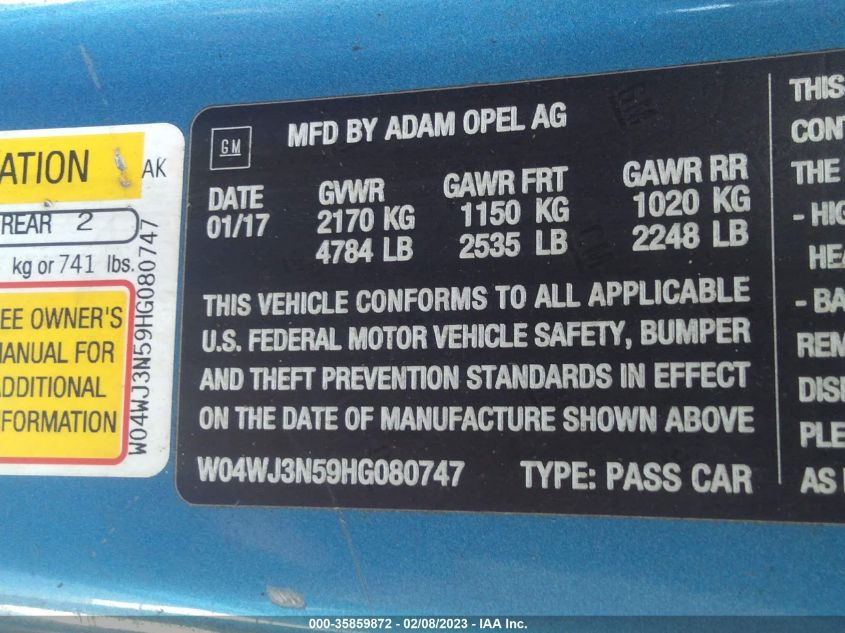 ATION
AK
REAR 2
kg or 741 lbs.
EE OWNER'S
MANUAL FOR
ADDITIONAL
NFORMATION
W04WJ3N59HG080747
GM
MFD BY ADAM OPEL AG
DATE GVWR GAWR FRT GAWR RR
01/17 2170 KG 1150 KG 1020 KG
4784 LB 2535 LB 2248 LB
THIS VEHICLE CONFORMS TO ALL APPLICABLE
U.S. FEDERAL MOTOR VEHICLE SAFETY, BUMPER
AND THEFT PREVENTION STANDARDS IN EFFECT
ON THE DATE OF MANUFACTURE SHOWN ABOVE
W04WJ3N59HG080747 TYPE: PASS CAR
THIS
CONT
THE
- HIG
HEA
- BA
REM
DISP
PLE
AS
000-35859872 - 02/08/2023 - IAA Inc.